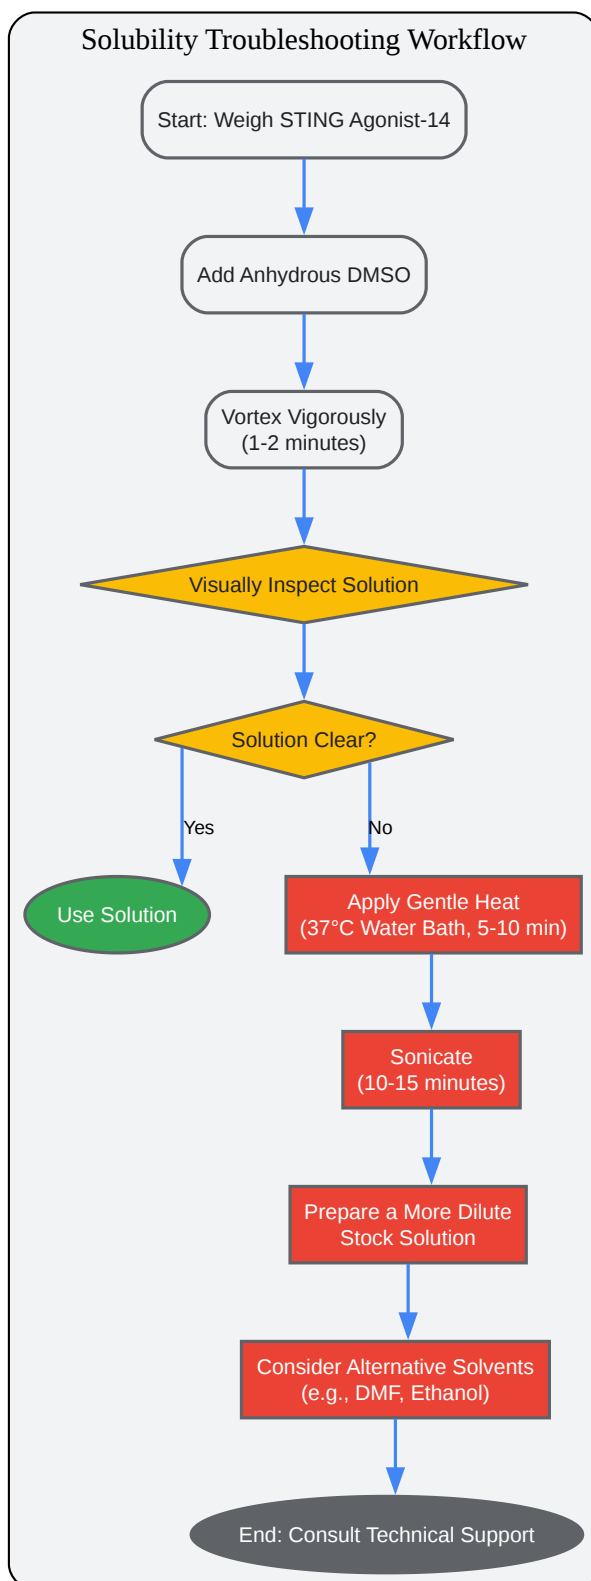 Solubility Troubleshooting Workflow
Start: Weigh STING Agonist-14
Add Anhydrous DMSO
Vortex Vigorously
(1-2 minutes)
Visually Inspect Solution
Solution Clear?
Yes
No
Use Solution
Apply Gentle Heat
(37°C Water Bath, 5-10 min)
Sonicate
(10-15 minutes)
Prepare a More Dilute
Stock Solution
Consider Alternative Solvents
(e.g., DMF, Ethanol)
End: Consult Technical Support